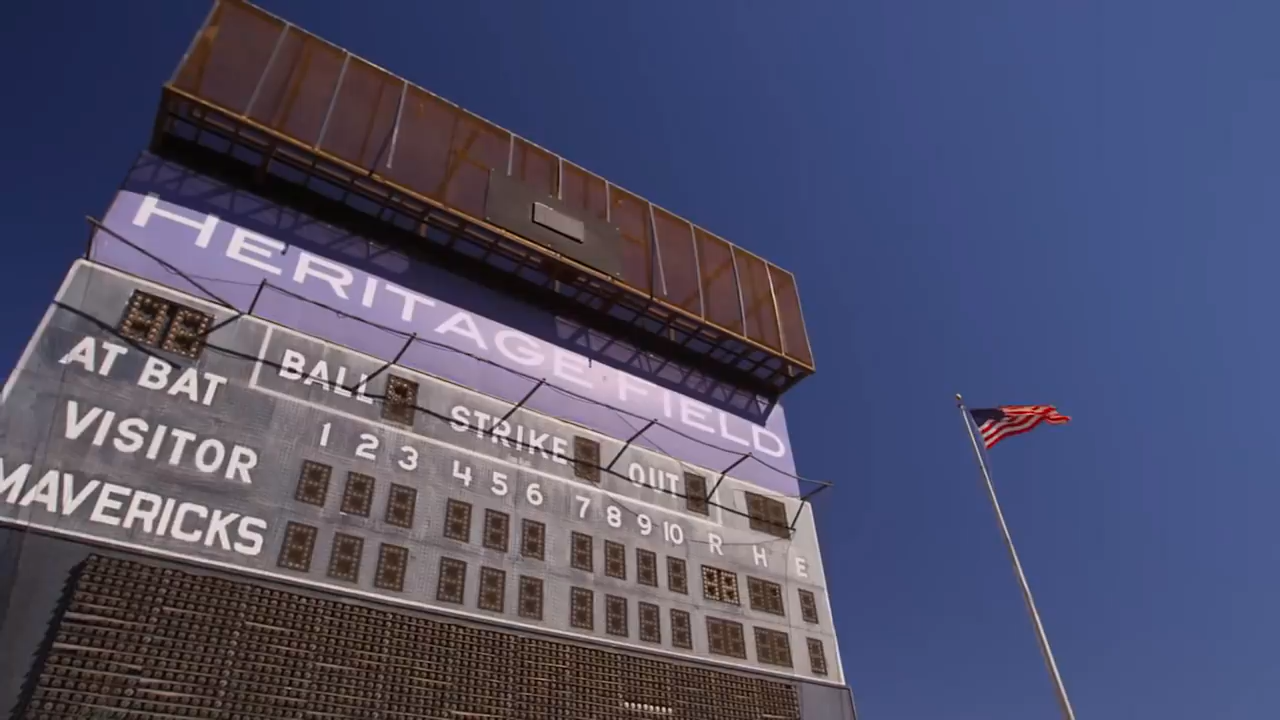 HERITAGE FIELD
AT BAT BALL STRIKE OUT
1 2 3 4 5 6 7 8 9 10 R H E
VISITOR
MAVERICKS